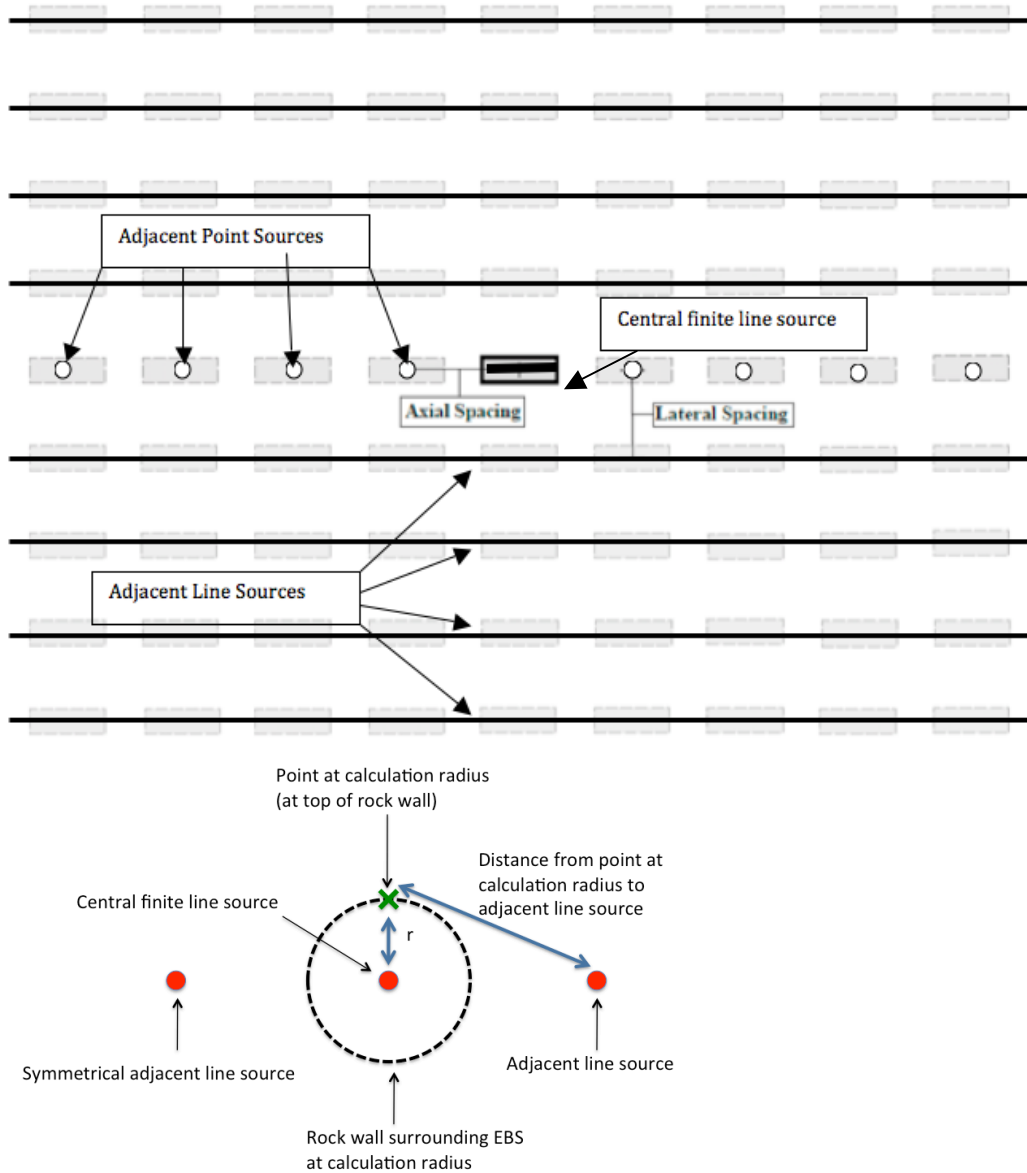 Adjacent Point Sources
Central finite line source
Axial Spacing
Lateral Spacing
Adjacent Line Sources
Point at calculation radius
(at top of rock wall)
Distance from point at
calculation radius to
adjacent line source
Central finite line source
r
Symmetrical adjacent line source
Adjacent line source
Rock wall surrounding EBS
at calculation radius